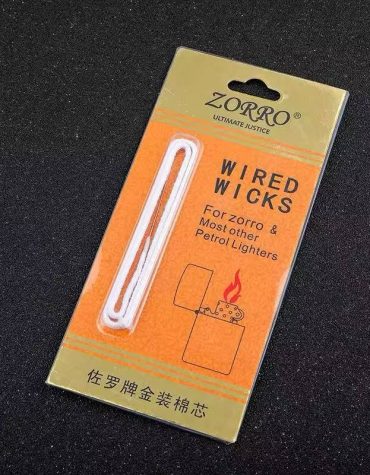 ZORRO®
ULTIMATE JUSTICE
WIRED
WICKS
For zorro &
Most other
Petrol Lighters
佐罗牌金装棉芯